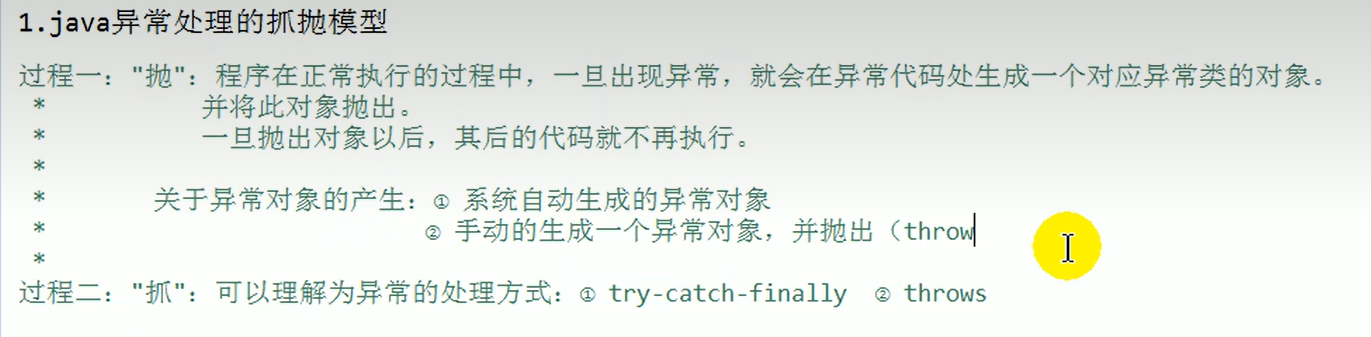 1.java异常处理的抓抛模型
过程一："抛"：程序在正常执行的过程中，一旦出现异常，就会在异常代码处生成一个对应异常类的对象。
* 并将此对象抛出。
* 一旦抛出对象以后，其后的代码就不再执行。
*
* 关于异常对象的产生：① 系统自动生成的异常对象
* ② 手动的生成一个异常对象，并抛出（throw
*
过程二："抓"：可以理解为异常的处理方式：① try-catch-finally ② throws